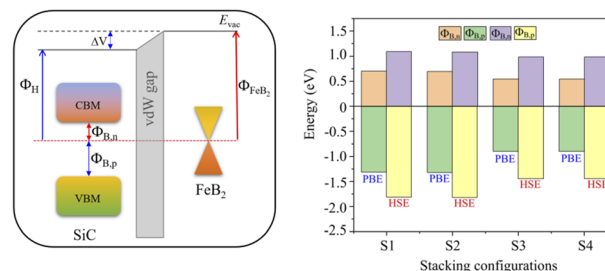 E_vac
ΔV
Φ_H
CBM
Φ_B,n
Φ_B,p
VBM
SiC
vdW gap
Φ_FeB₂
FeB₂
Φ_B,n Φ_B,p Φ_B,n Φ_B,p
Energy (eV)
1.5
1.0
0.5
0
-0.5
-1.0
-1.5
-2.0
-2.5
PBE PBE PBE PBE
HSE HSE HSE HSE
S1 S2 S3 S4
Stacking configurations